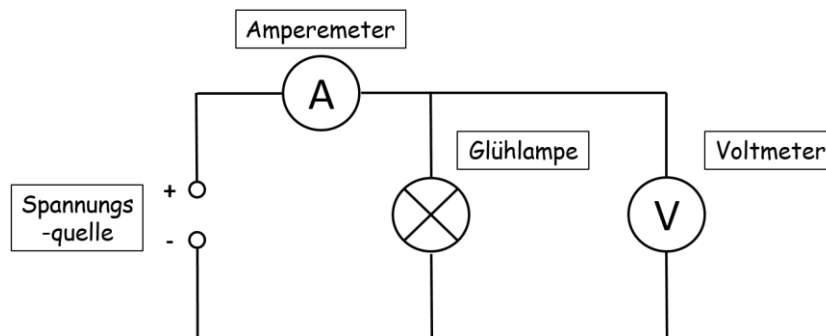 Amperemeter
A
Glühlampe
Voltmeter
Spannungs
-quelle
+
-
V